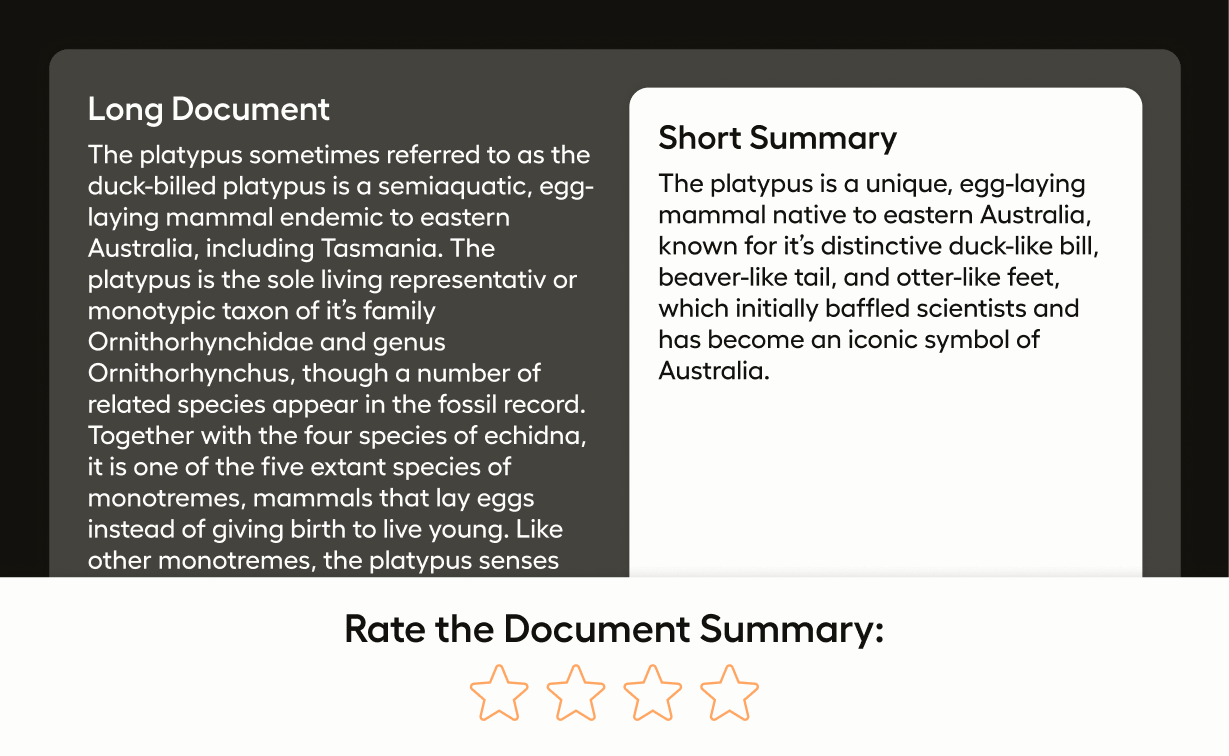 Long Document
The platypus sometimes referred to as the
duck-billed platypus is a semiaquatic, egg-
laying mammal endemic to eastern
Australia, including Tasmania. The
platypus is the sole living representativ or
monotypic taxon of it’s family
Ornithorhynchidae and genus
Ornithorhynchus, though a number of
related species appear in the fossil record.
Together with the four species of echidna,
it is one of the five extant species of
monotremes, mammals that lay eggs
instead of giving birth to live young. Like
other monotremes, the platypus senses
Short Summary
The platypus is a unique, egg-laying
mammal native to eastern Australia,
known for it’s distinctive duck-like bill,
beaver-like tail, and otter-like feet,
which initially baffled scientists and
has become an iconic symbol of
Australia.
Rate the Document Summary: